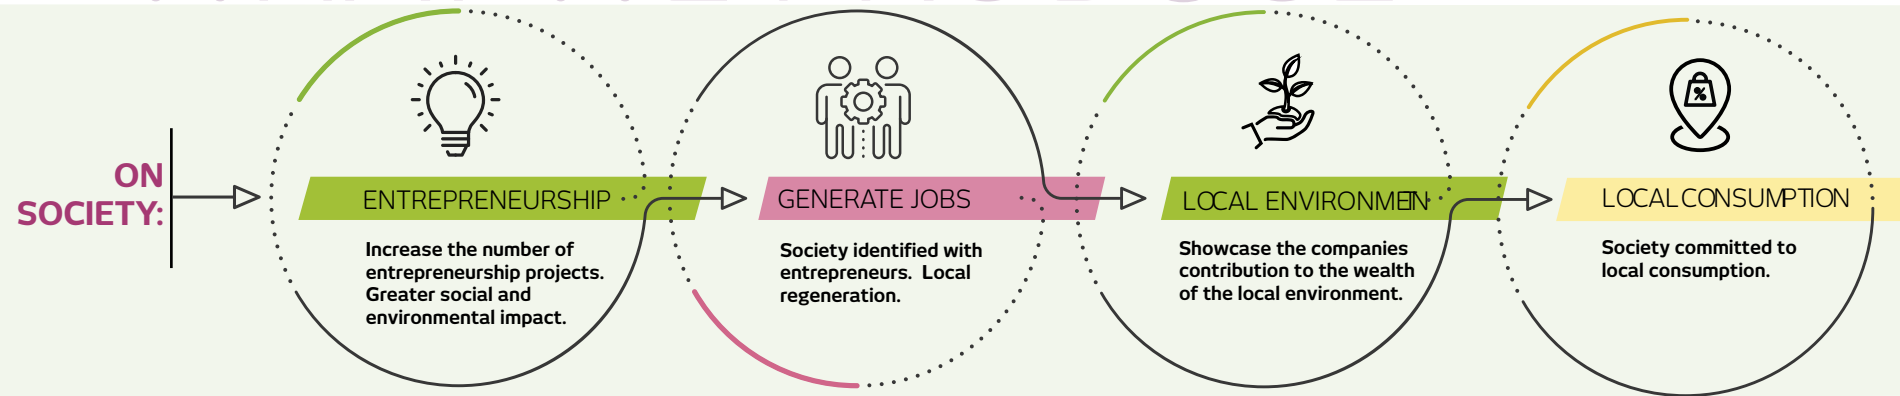 ON
SOCIETY:
ENTREPRENEURSHIP
Increase the number of
entrepreneurship projects.
Greater social and
environmental impact.
GENERATE JOBS
Society identified with
entrepreneurs. Local
regeneration.
LOCAL ENVIRONMEN
Showcase the companies
contribution to the wealth
of the local environment.
%
LOCAL CONSUMPTION
Society committed to
local consumption.